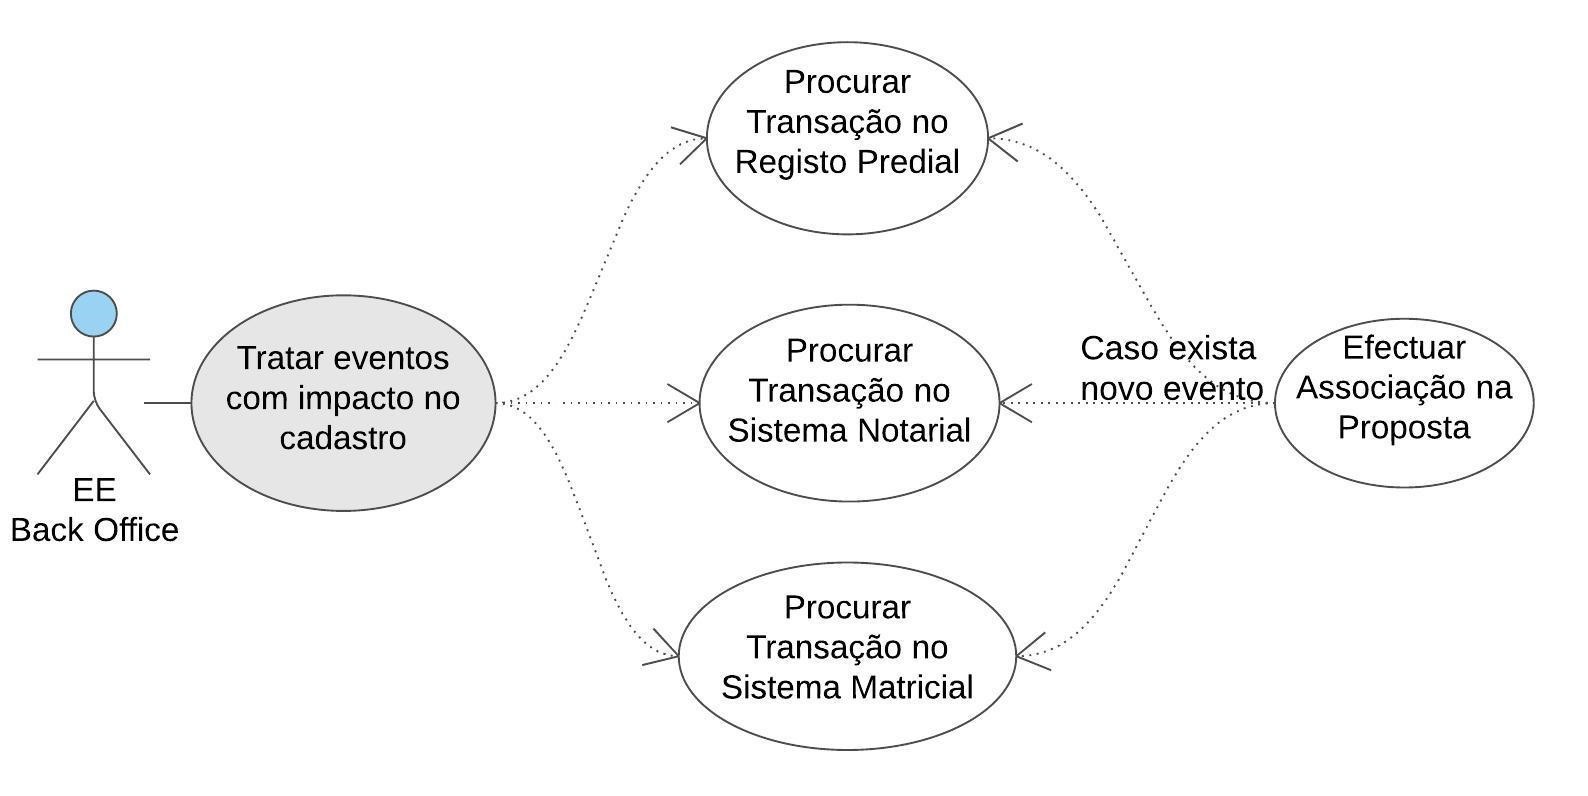 Procurar
Transação no
Registo Predial
Tratar eventos
com impacto no
cadastro
EE
Back Office
Procurar
Transação no
Sistema Notarial
Caso exista
novo evento
Efectuar
Associação na
Proposta
Procurar
Transação no
Sistema Matricial